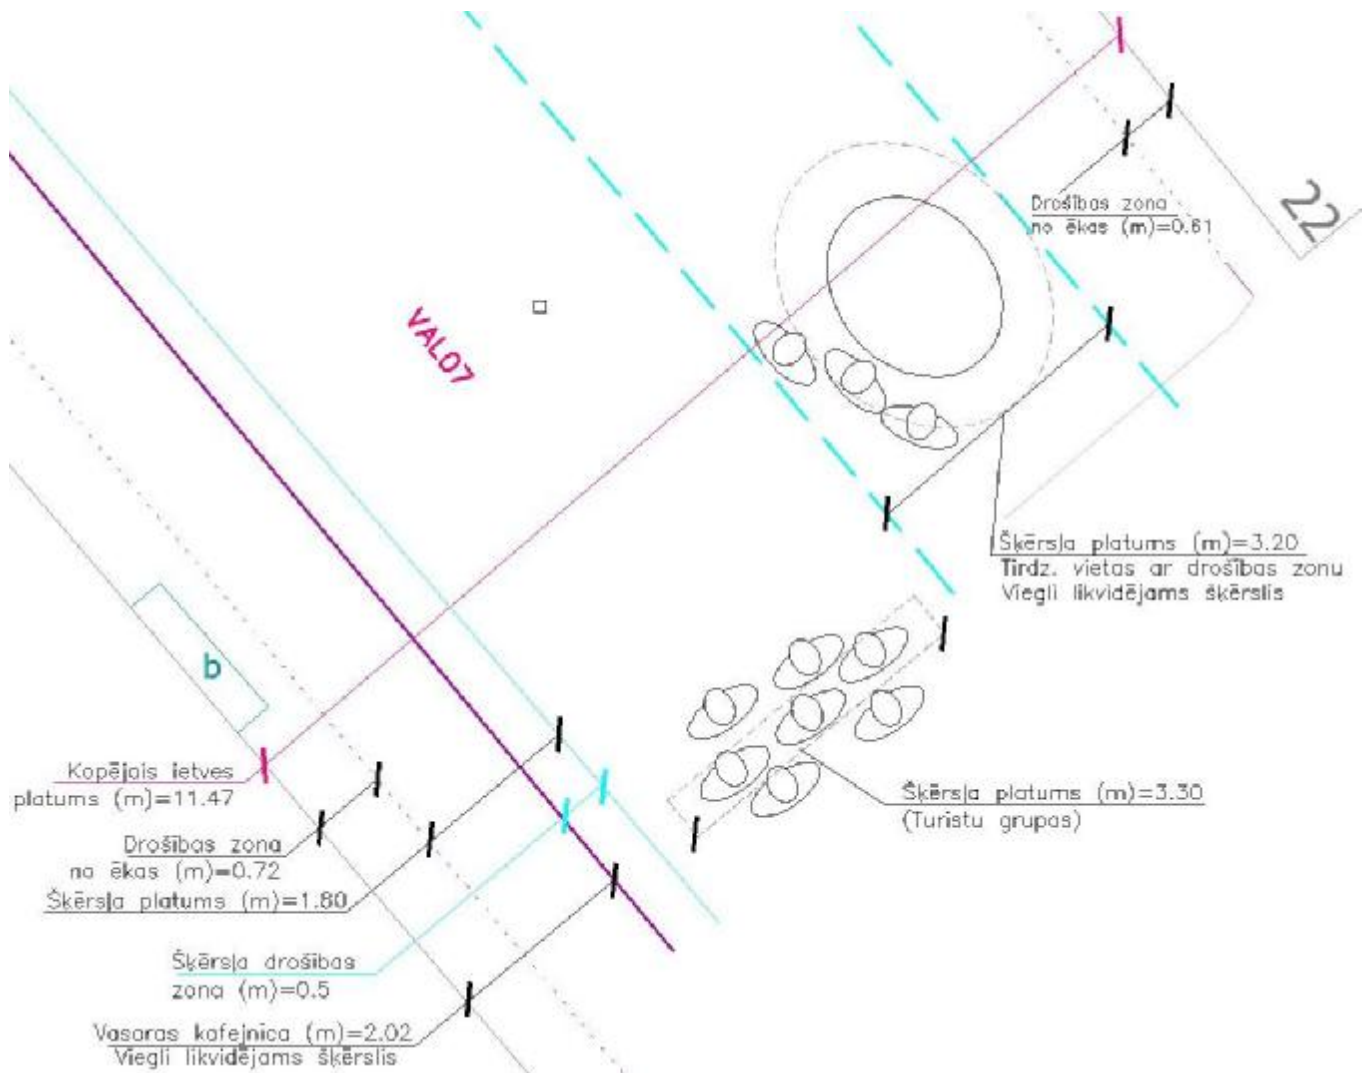 Drošības zona
no ēkas (m)=0.61
22
VAL07
Šķērsļa platums (m)=3.20
Tirdz. vietas ar drošības zonu
Viegli likvidējams šķērslis
b
Kopējais ietves
platums (m)=11.47
Drošības zona
no ēkas (m)=0.72
Šķērsļa platums (m)=1.80
Šķērsļa platums (m)=3.30
(Turistu grupas)
Šķērsļa drošības
zona (m)=0.5
Vasaras kafejnīca (m)=2.02
Viegli likvidējams šķērslis